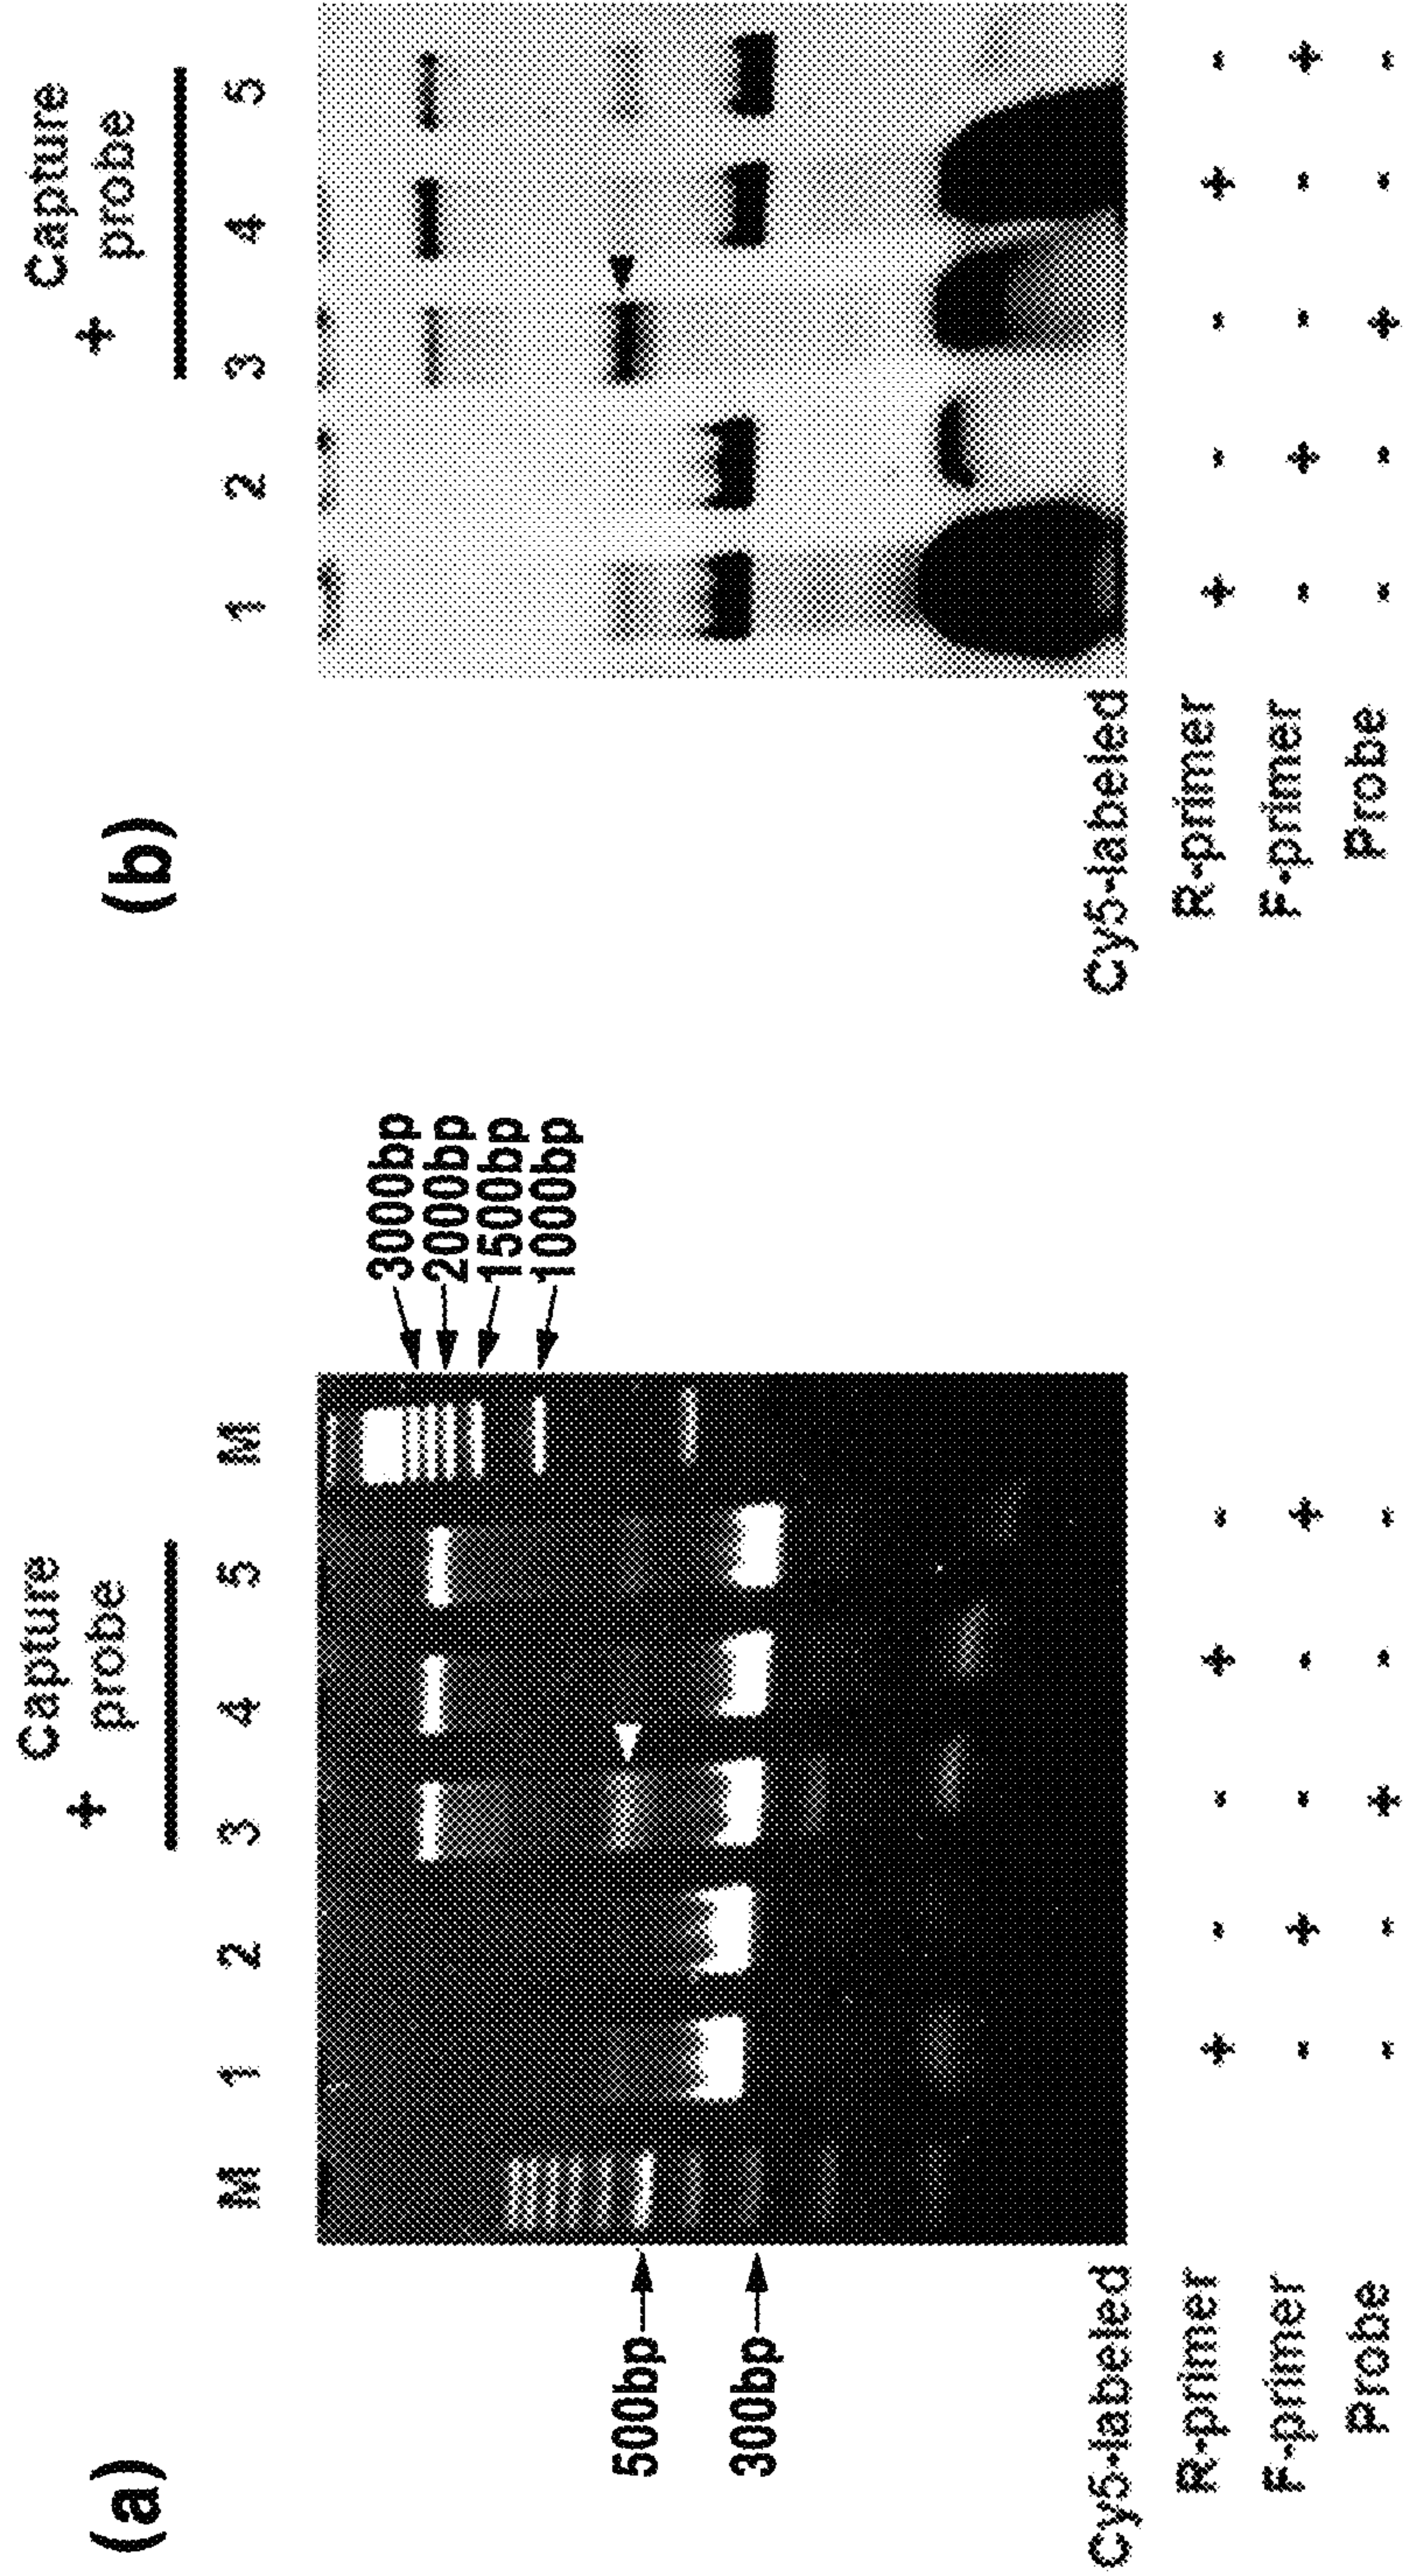 (a)
+ Capture
probe
M 1 2 3 4 5 M
500bp
300bp
3000bp
2000bp
1500bp
1000bp
Cy5-labeled
R-primer + - - + -
F-primer - + - - +
Probe - - + - -
(b)
+ Capture
probe
1 2 3 4 5
Cy5-labeled
R-primer + - - + -
F-primer - + - - +
Probe - - + - -